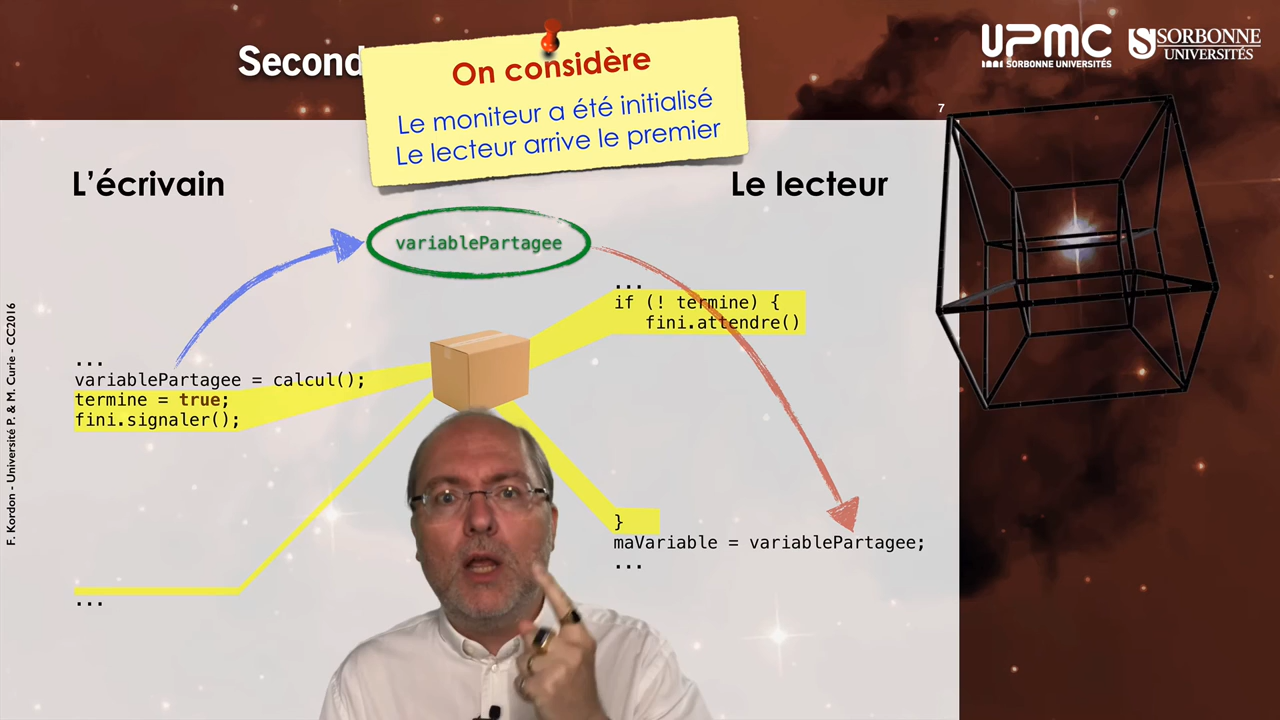 Second
On considère
Le moniteur a été initialisé
Le lecteur arrive le premier
UPMC
SORBONNE UNIVERSITÉS
SORBONNE
UNIVERSITÉS
7
L'écrivain
Le lecteur
variablePartagee
...
if (! termine) {
fini.attendre()
...
variablePartagee = calcul();
termine = true;
fini.signaler();
}
maVariable = variablePartagee;
...
...
F. Kordon - Université P. & M. Curie - CC2016